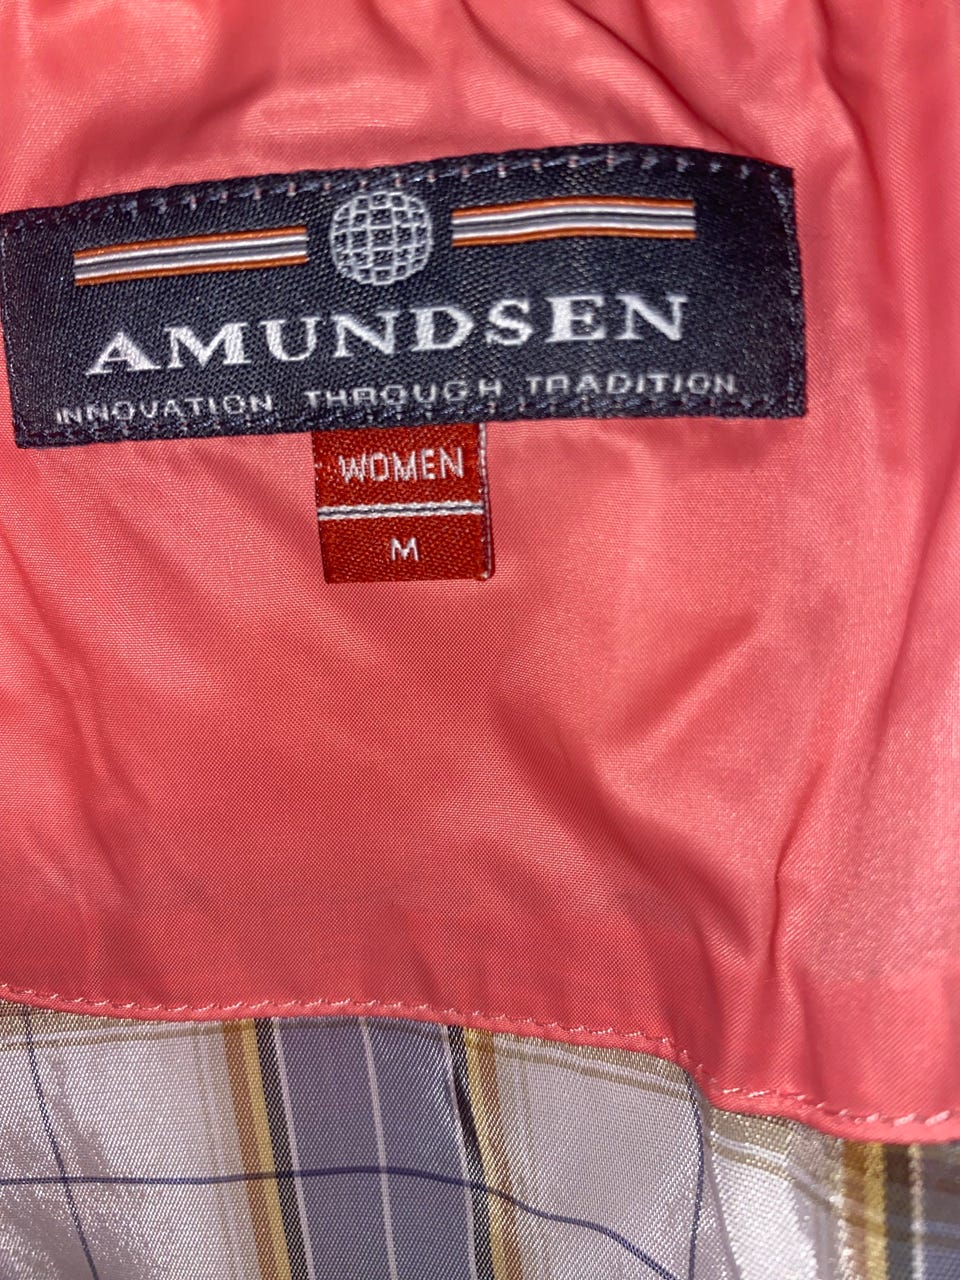 AMUNDSEN
INNOVATION THROUGH TRADITION
WOMEN
M